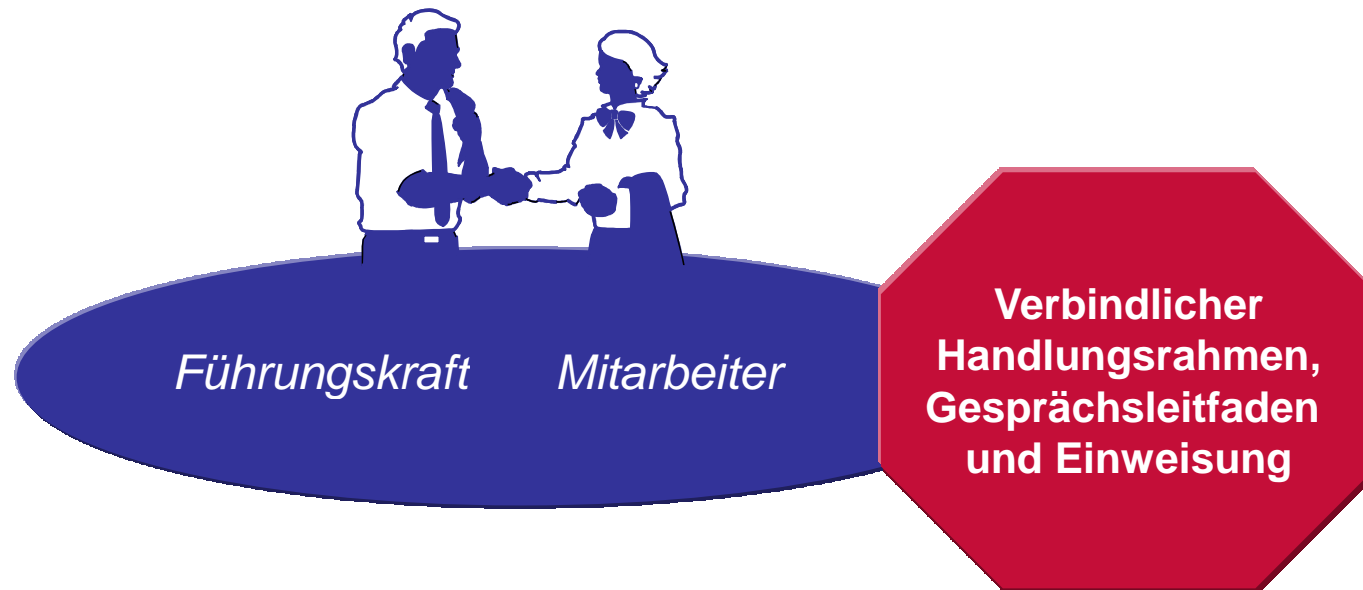 Führungskraft Mitarbeiter
Verbindlicher
Handlungsrahmen,
Gesprächsleitfaden
und Einweisung